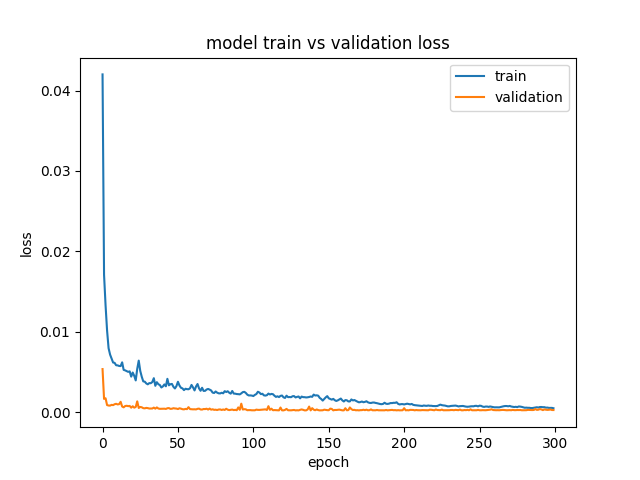 model train vs validation loss
train
validation
0.04
0.03
0.02
0.01
0.00
loss
0 50 100 150 200 250 300
epoch